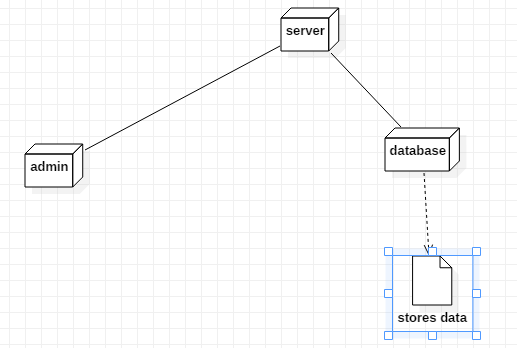 server
admin
database
stores data